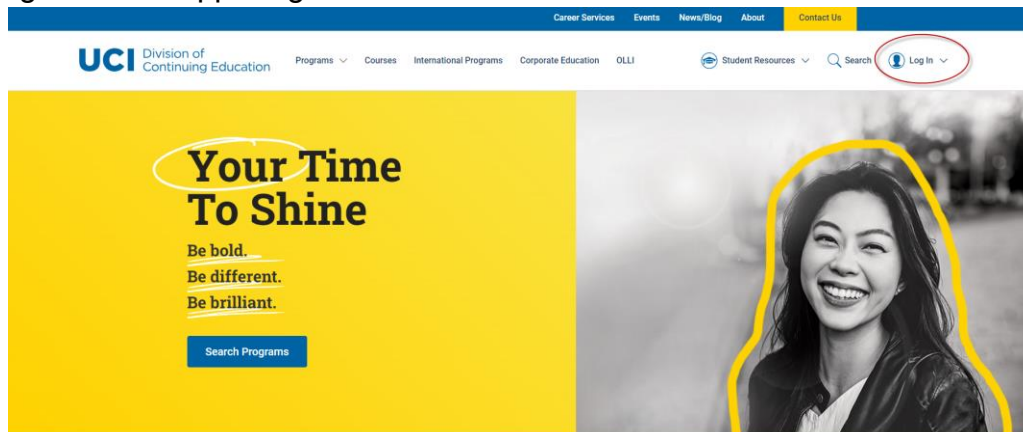 Career Services Events News/Blog About Contact Us
UCI Division of
Continuing Education
Programs Courses International Programs Corporate Education OLLI Student Resources Search Log In
Your Time
To Shine
Be bold.
Be different.
Be brilliant.
Search Programs